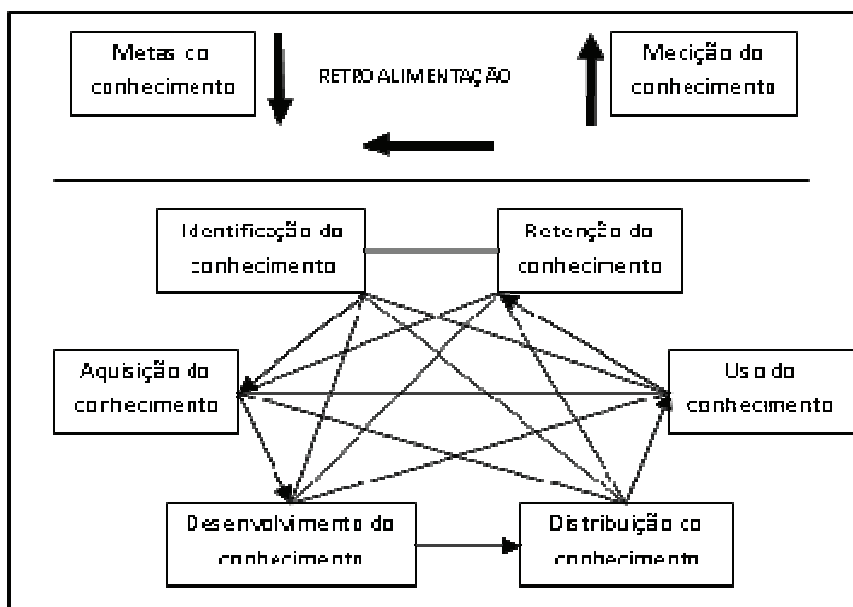 Metas do
conhecimento
RETRO ALIMENTAÇÃO
Medição do
conhecimento
Identificação do
conhecimento
Retenção do
conhecimento
Aquisição do
conhecimento
Uso do
conhecimento
Desenvolvimento do
conhecimento
Distribuição do
conhecimento